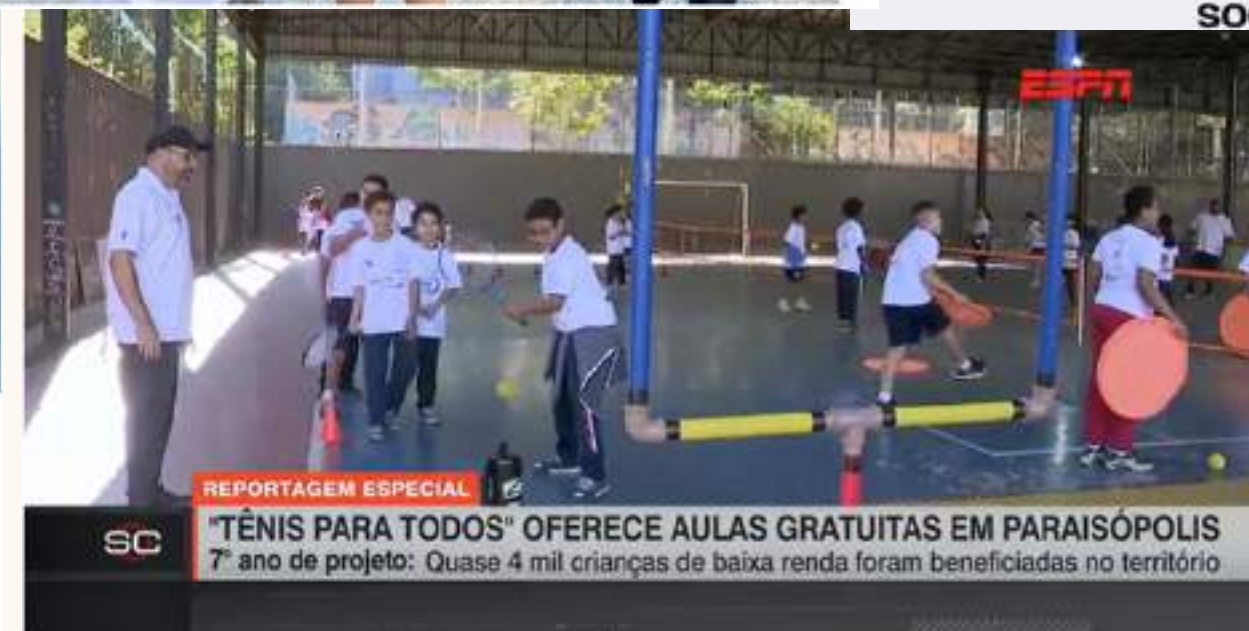 SO
ESPN
REPORTAGEM ESPECIAL
SC
"TÊNIS PARA TODOS" OFERECE AULAS GRATUITAS EM PARAISÓPOLIS
7° ano de projeto: Quase 4 mil crianças de baixa renda foram beneficiadas no território